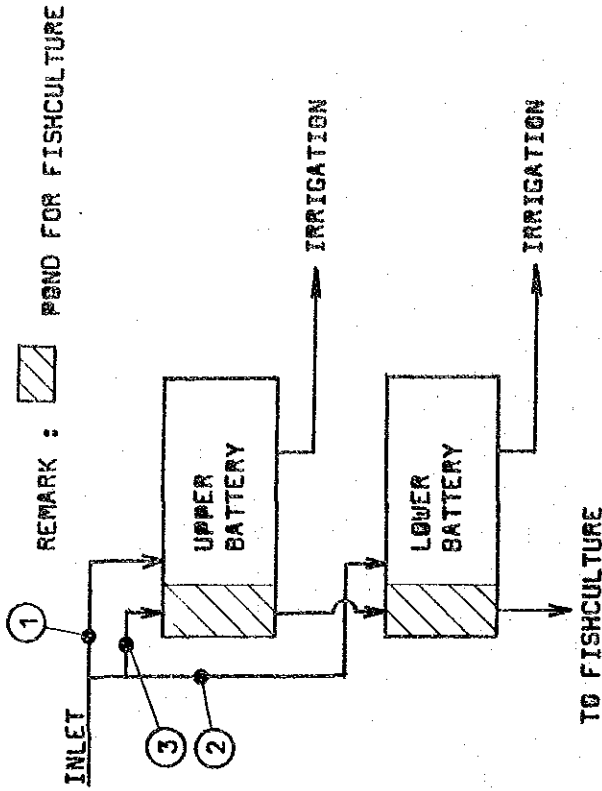 REMARK :
POND FOR FISHCULTURE
1
INLET
3
2
UPPER
BATTERY
IRRIGATION
LOWER
BATTERY
IRRIGATION
TO FISHCULTURE